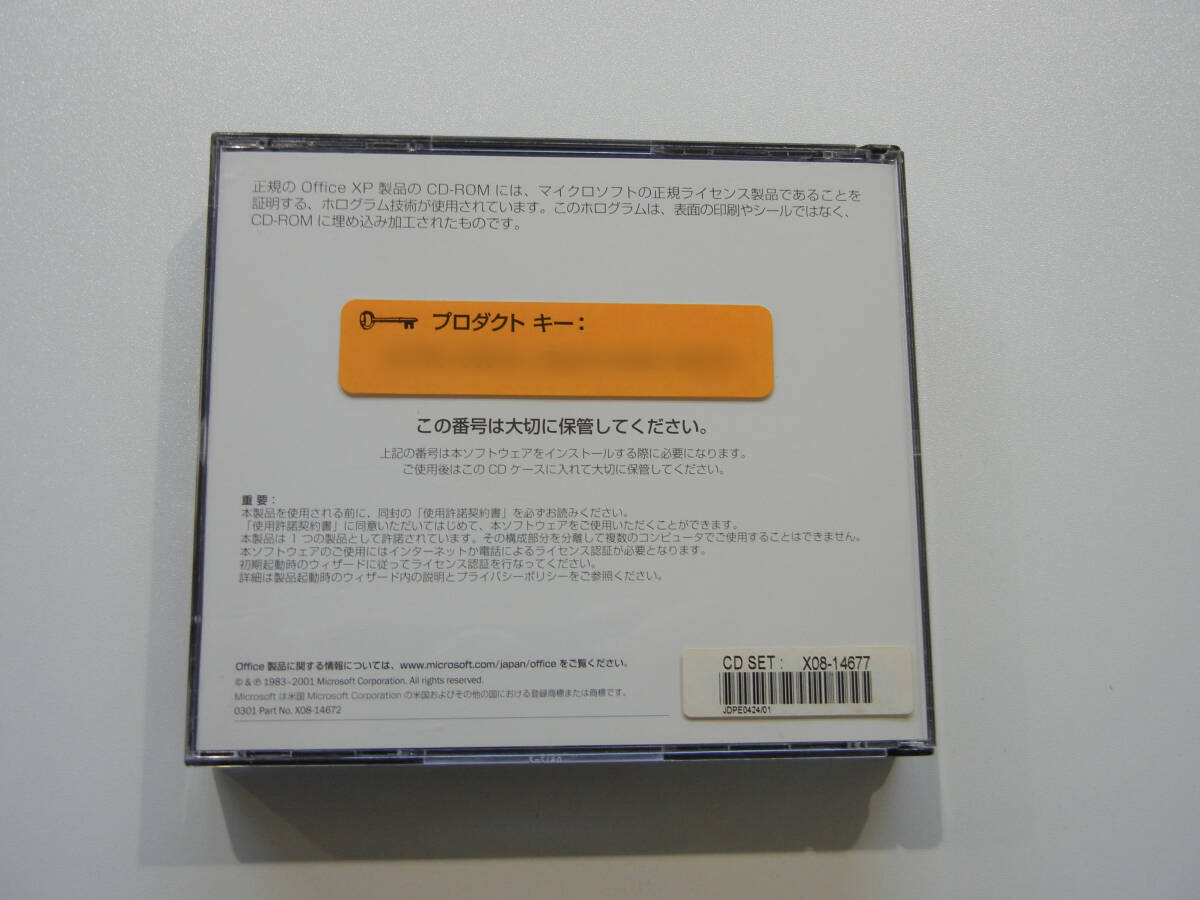 正規の Office XP 製品の CD-ROM には、マイクロソフトの正規ライセンス製品であることを
証明する、ホログラム技術が使用されています。このホログラムは、表面の印刷やシールではなく、
CD-ROM に埋め込み加工されたものです。
プロダクト キー：
この番号は大切に保管してください。
上記の番号は本ソフトウェアをインストールする際に必要になります。
ご使用後はこの CD ケースに入れて大切に保管してください。
重要：
本製品を使用される前に、同封の「使用許諾契約書」を必ずお読みください。
「使用許諾契約書」に同意いただいてはじめて、本ソフトウェアをご使用いただくことができます。
本製品は 1 つの製品として許諾されています。その構成部分を分離して複数のコンピュータでご使用することはできません。
本ソフトウェアのご使用にはインターネットか電話によるライセンス認証が必要となります。
初期起動時のウィザードに従ってライセンス認証を行なってください。
詳細は製品起動時のウィザード内の説明とプライバシーポリシーをご参照ください。
Office 製品に関する情報については、www.microsoft.com/japan/office をご覧ください。
© & ℗ 1983-2001 Microsoft Corporation. All rights reserved.
Microsoft は米国 Microsoft Corporation の米国およびその他の国における登録商標または商標です。
0301 Part No. X08-14672
CD SET : X08-14677
JDPE0424/01